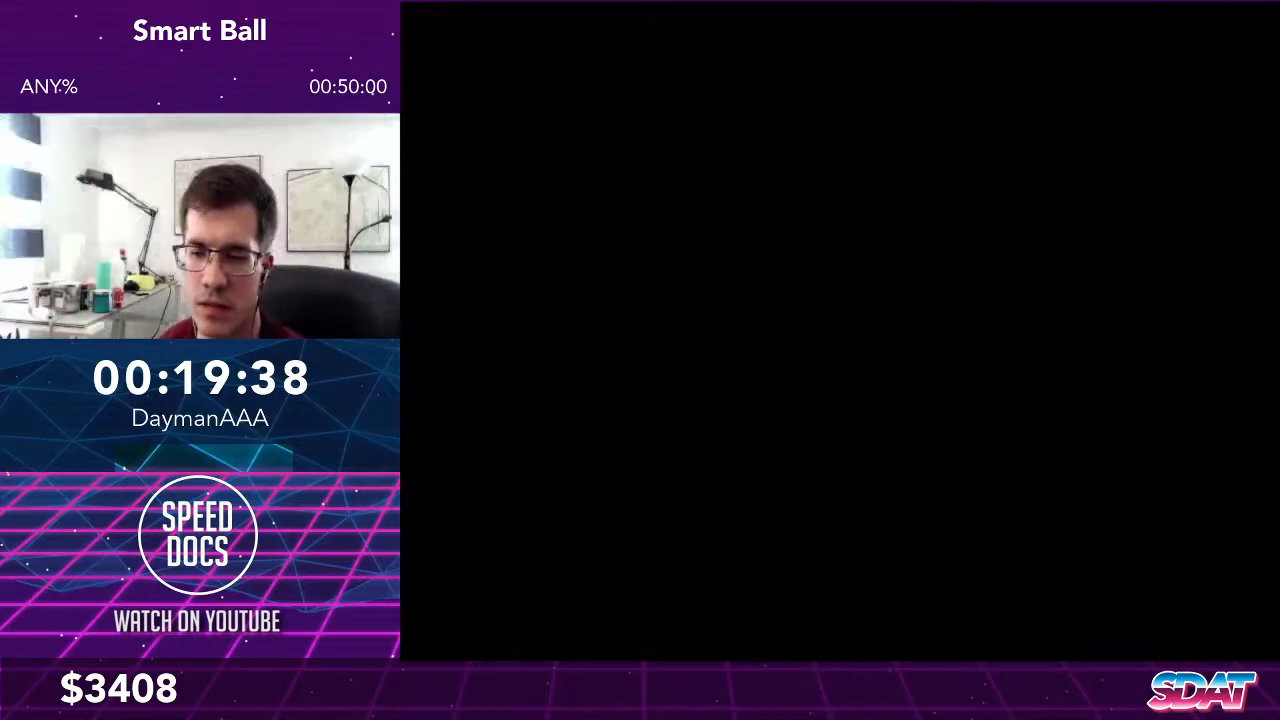 Smart Ball
ANY% 00:50:00
00:19:38
DaymanAAA
SPEED
DOCS
WATCH ON YOUTUBE
$3408
SDAT